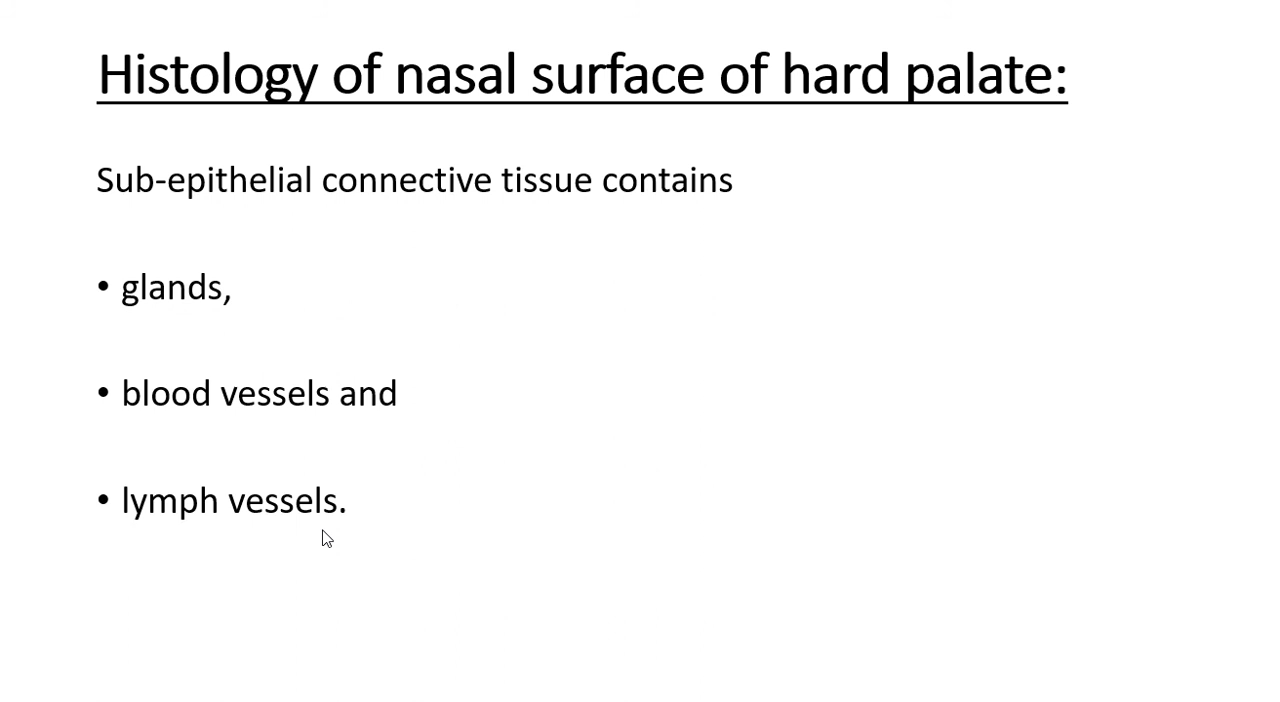 Histology of nasal surface of hard palate:
Sub-epithelial connective tissue contains
• glands,
• blood vessels and
• lymph vessels.